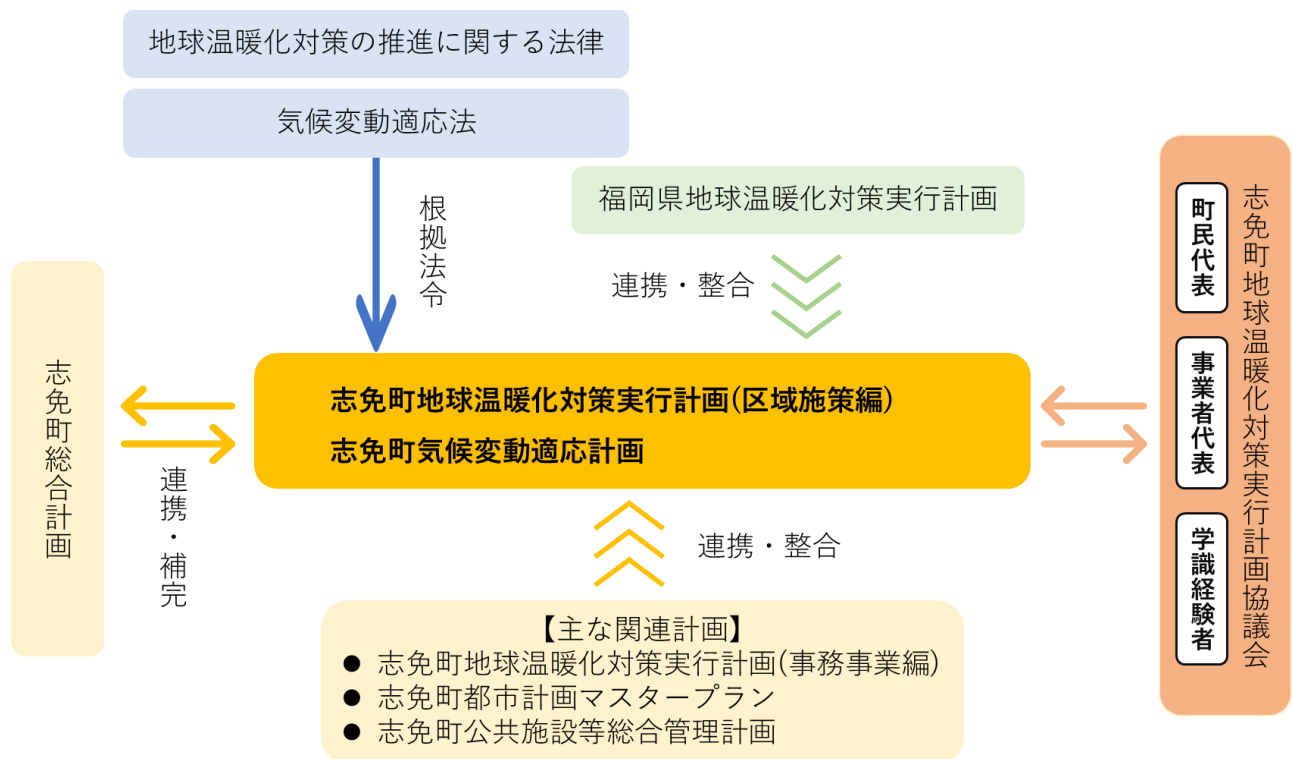 地球温暖化対策の推進に関する法律
気候変動適応法
根拠法令
福岡県地球温暖化対策実行計画
連携・整合
志免町総合計画
連携・補完
志免町地球温暖化対策実行計画(区域施策編)
志免町気候変動適応計画
志免町地球温暖化対策実行計画協議会
町民代表
事業者代表
学識経験者
連携・整合
【主な関連計画】
● 志免町地球温暖化対策実行計画(事務事業編)
● 志免町都市計画マスタープラン
● 志免町公共施設等総合管理計画